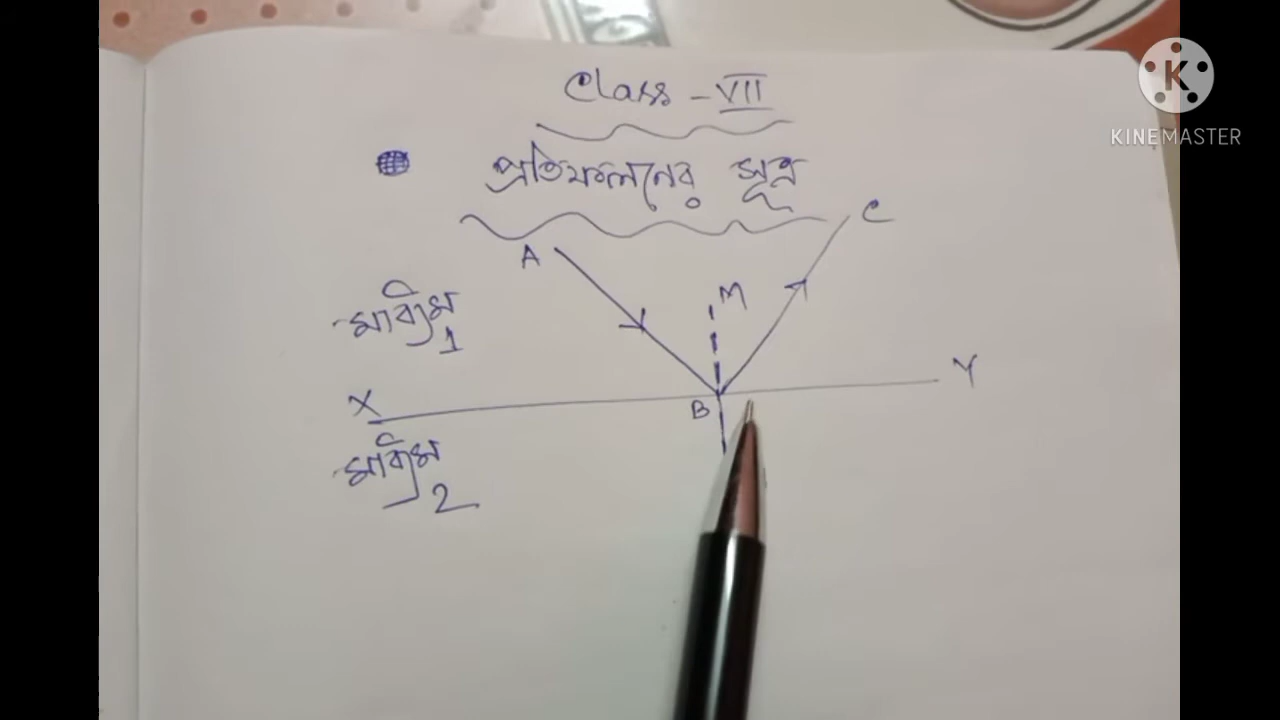 Class - VII
প্রতিফলনের সূত্র
A
C
M
মাধ্যম 1
X
Y
B
মাধ্যম 2
K
KINEMASTER